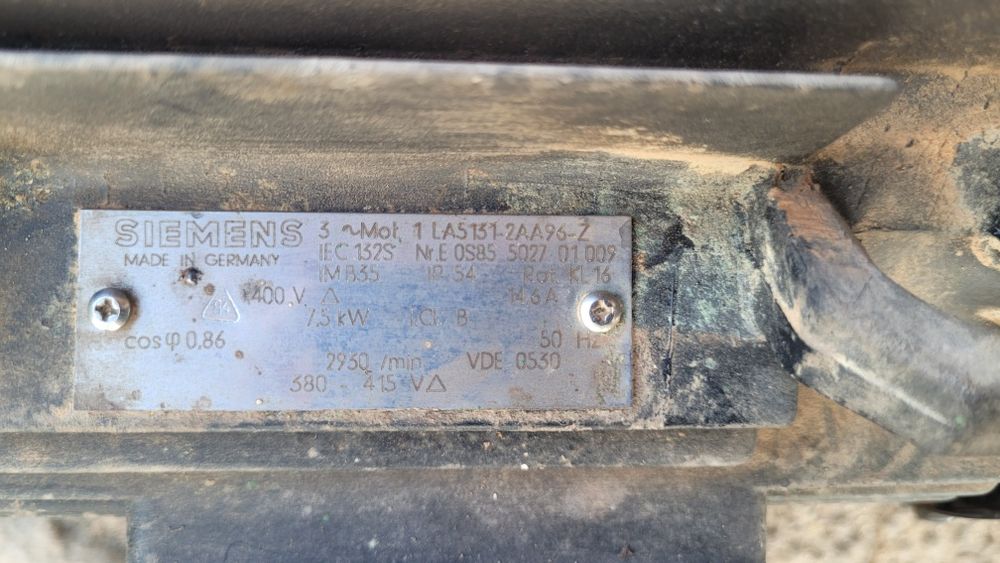 SIEMENS 3 ~Mot. 1 LA5131-2AA96-Z
MADE IN GERMANY IEC 132S Nr.E 0S85 5027 01 009
IM B35 IP 54 Rot. KL 16
400 V △ 14,6 A
7,5 kW I.Cl. B
cos φ 0,86 50 Hz
2930 /min VDE 0530
380 - 415 V△